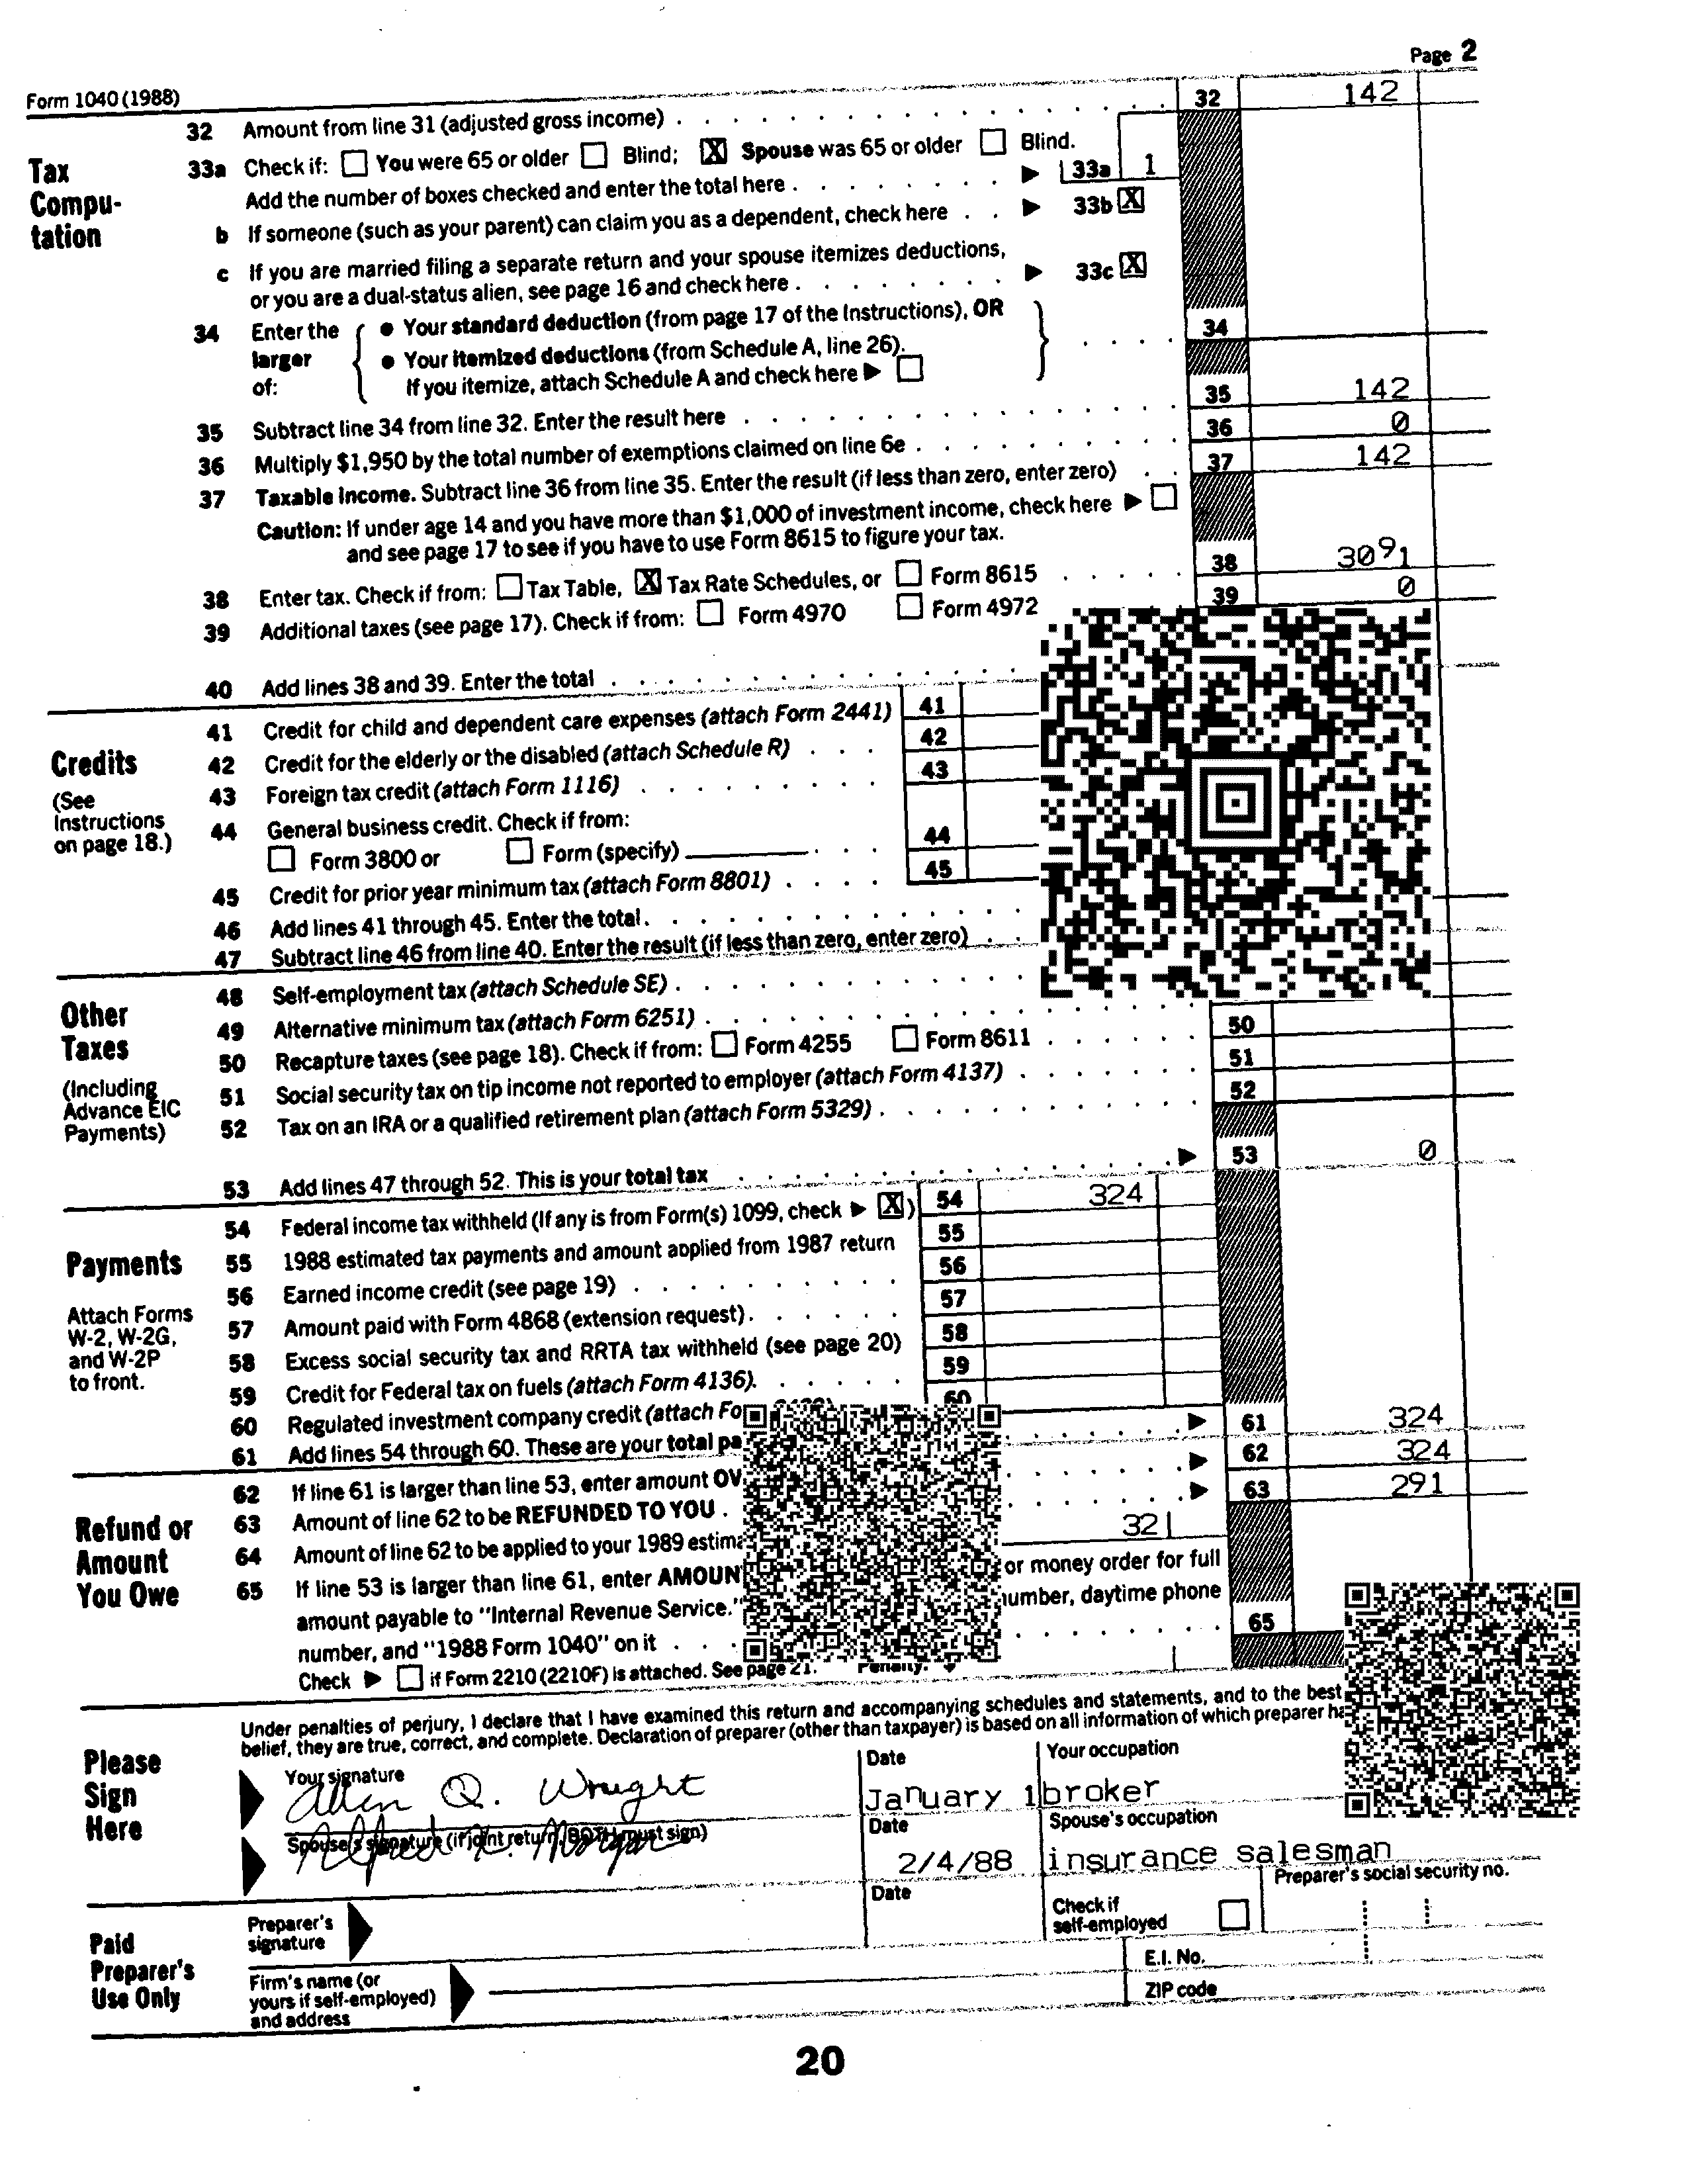 Form 1040 (1988)
Page 2
32 Amount from line 31 (adjusted gross income) 32 142
Tax Computation
33a Check if: You were 65 or older Blind; X Spouse was 65 or older Blind.
Add the number of boxes checked and enter the total here 33a 1
b If someone (such as your parent) can claim you as a dependent, check here 33b X
c If you are married filing a separate return and your spouse itemizes deductions,
or you are a dual-status alien, see page 16 and check here 33c X
34 Enter the larger of:
• Your standard deduction (from page 17 of the Instructions), OR 34
• Your itemized deductions (from Schedule A, line 26).
If you itemize, attach Schedule A and check here
35 Subtract line 34 from line 32. Enter the result here 35 142
36 Multiply $1,950 by the total number of exemptions claimed on line 6e 36 0
37 Taxable income. Subtract line 36 from line 35. Enter the result (if less than zero, enter zero) 37 142
Caution: If under age 14 and you have more than $1,000 of investment income, check here
and see page 17 to see if you have to use Form 8615 to figure your tax.
38 Enter tax. Check if from: Tax Table, X Tax Rate Schedules, or Form 8615 38 3091
39 Additional taxes (see page 17). Check if from: Form 4970 Form 4972 39 0
40 Add lines 38 and 39. Enter the total
Credits
(See Instructions on page 18.)
41 Credit for child and dependent care expenses (attach Form 2441) 41
42 Credit for the elderly or the disabled (attach Schedule R) 42
43 Foreign tax credit (attach Form 1116) 43
44 General business credit. Check if from:
Form 3800 or Form (specify) 44
45 Credit for prior year minimum tax (attach Form 8801) 45
46 Add lines 41 through 45. Enter the total
47 Subtract line 46 from line 40. Enter the result (if less than zero, enter zero)
Other Taxes
(Including Advance EIC Payments)
48 Self-employment tax (attach Schedule SE)
49 Alternative minimum tax (attach Form 6251)
50 Recapture taxes (see page 18). Check if from: Form 4255 Form 8611 50
51 Social security tax on tip income not reported to employer (attach Form 4137) 51
52 Tax on an IRA or a qualified retirement plan (attach Form 5329) 52
53 Add lines 47 through 52. This is your total tax 53 0
Payments
Attach Forms W-2, W-2G, and W-2P to front.
54 Federal income tax withheld (If any is from Form(s) 1099, check X) 54 324
55 1988 estimated tax payments and amount applied from 1987 return 55
56 Earned income credit (see page 19) 56
57 Amount paid with Form 4868 (extension request) 57
58 Excess social security tax and RRTA tax withheld (see page 20) 58
59 Credit for Federal tax on fuels (attach Form 4136) 59
60 Regulated investment company credit (attach 60
61 Add lines 54 through 60. These are your total 61 324
Refund or Amount You Owe
62 If line 61 is larger than line 53, enter amount 62 324
63 Amount of line 62 to be REFUNDED TO YOU 63 291
64 Amount of line 62 to be applied to your 1989 321
65 If line 53 is larger than line 61, enter or money order for full
amount payable to "Internal Revenue Service." number, daytime phone
number, and "1988 Form 1040" on it 65
Check if Form 2210 (2210F) is attached. See page 21. Penalty:
Please Sign Here
Under penalties of perjury, I declare that I have examined this return and accompanying schedules and statements, and to the best
belief, they are true, correct, and complete. Declaration of preparer (other than taxpayer) is based on all information of which preparer
Your signature Date Your occupation
Allen Q. Wright January 1 broker
Spouse's signature (if joint return, BOTH must sign) Date Spouse's occupation
Alfred N. Morgan 2/4/88 insurance salesman
Paid Preparer's Use Only
Preparer's signature Date Check if self-employed Preparer's social security no.
Firm's name (or yours if self-employed) and address
E.I. No.
ZIP code
20